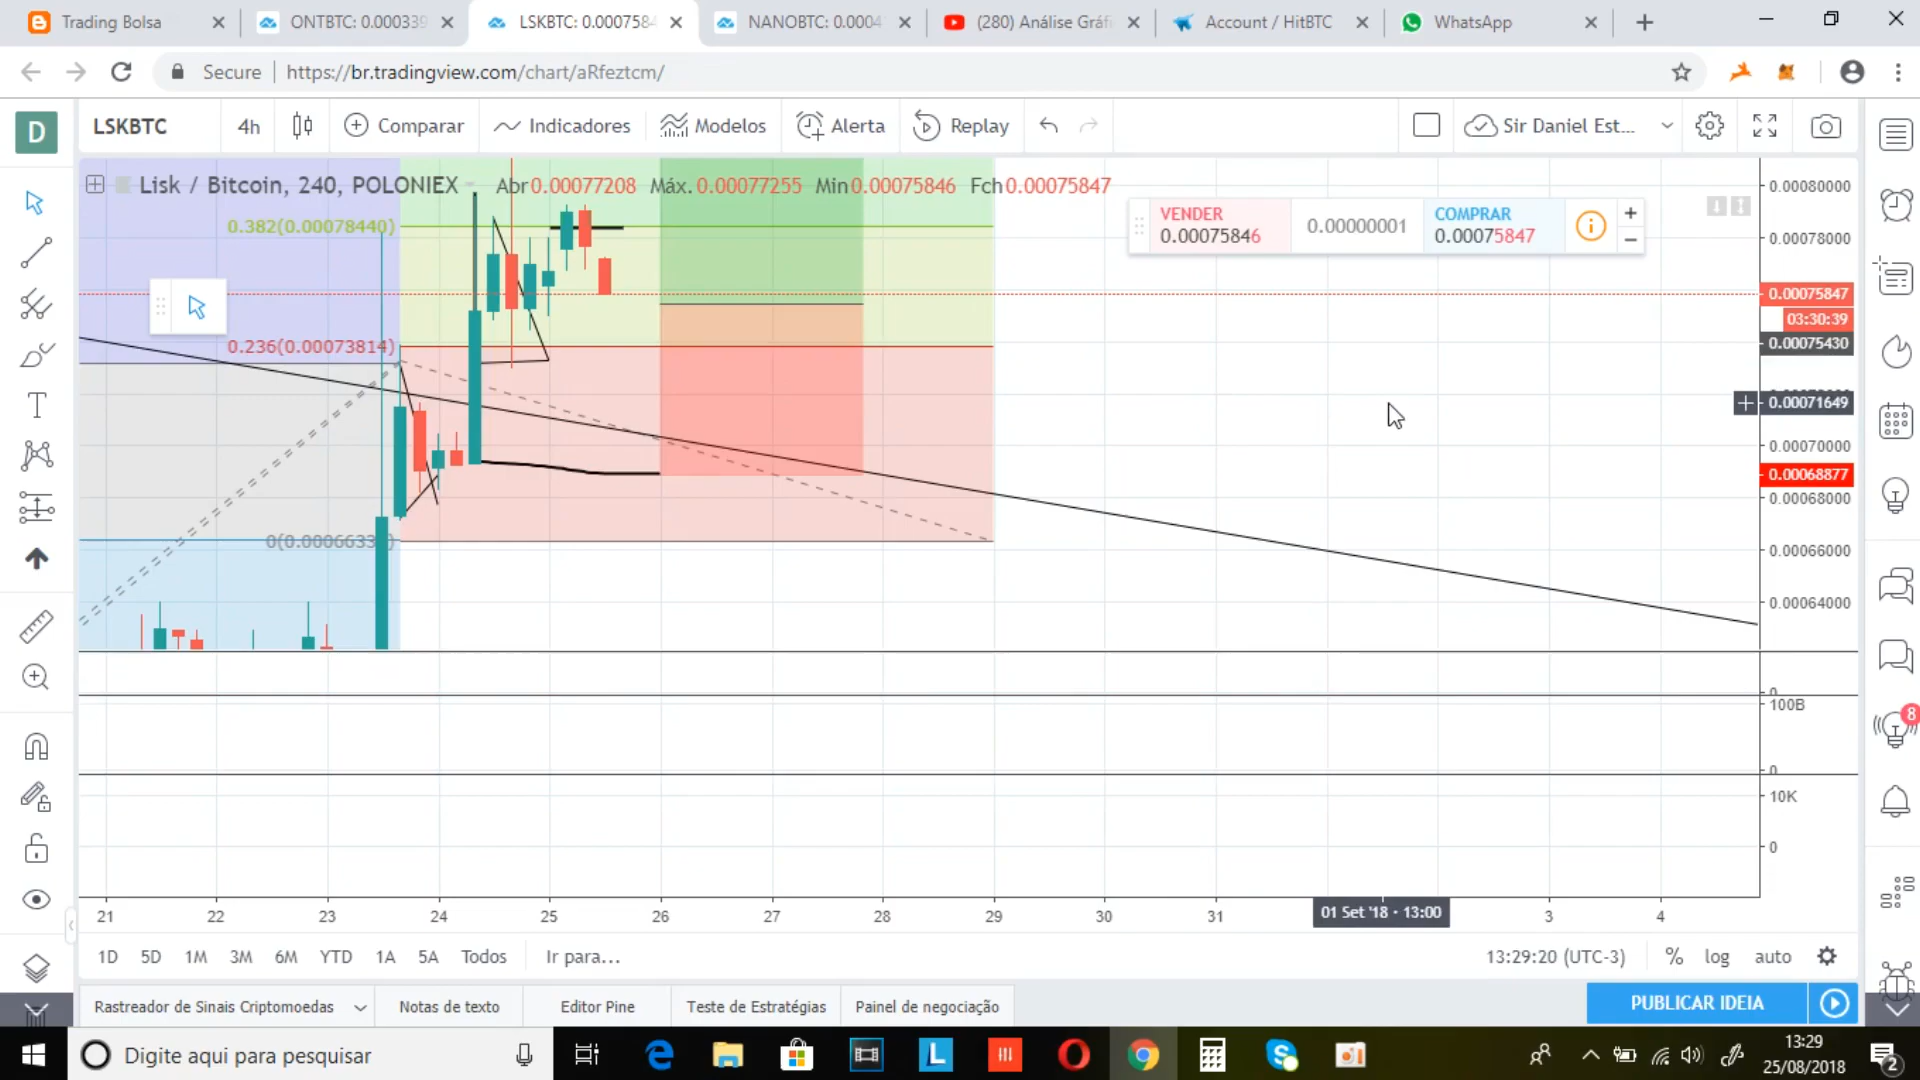 Trading Bolsa
ONTBTC: 0.000339
LSKBTC: 0.0007584
NANOBTC: 0.0004
(280) Análise Gráfi
Account / HitBTC
WhatsApp
Secure
https://br.tradingview.com/chart/aRfeztcm/
D
LSKBTC
4h
Comparar
Indicadores
Modelos
Alerta
Replay
Sir Daniel Est...
Lisk / Bitcoin, 240, POLONIEX
Abr 0.00077208 Máx. 0.00077255 Min 0.00075846 Fch 0.00075847
0.382(0.00078440)
0.236(0.00073814)
VENDER
0.00075846
0.00000001
COMPRAR
0.00075847
0.00080000
0.00078000
0.00075847
03:30:39
0.00075430
0.00071649
0.00070000
0.00068877
0.00068000
0.00066000
0.00064000
0
100B
0
10K
0
8
21 22 23 24 25 26 27 28 29 30 31 01 Set '18 · 13:00 3 4
1D 5D 1M 3M 6M YTD 1A 5A Todos Ir para...
13:29:20 (UTC-3) % log auto
Rastreador de Sinais Criptomoedas
Notas de texto
Editor Pine
Teste de Estratégias
Painel de negociação
PUBLICAR IDEIA
Digite aqui para pesquisar
13:29
25/08/2018
2